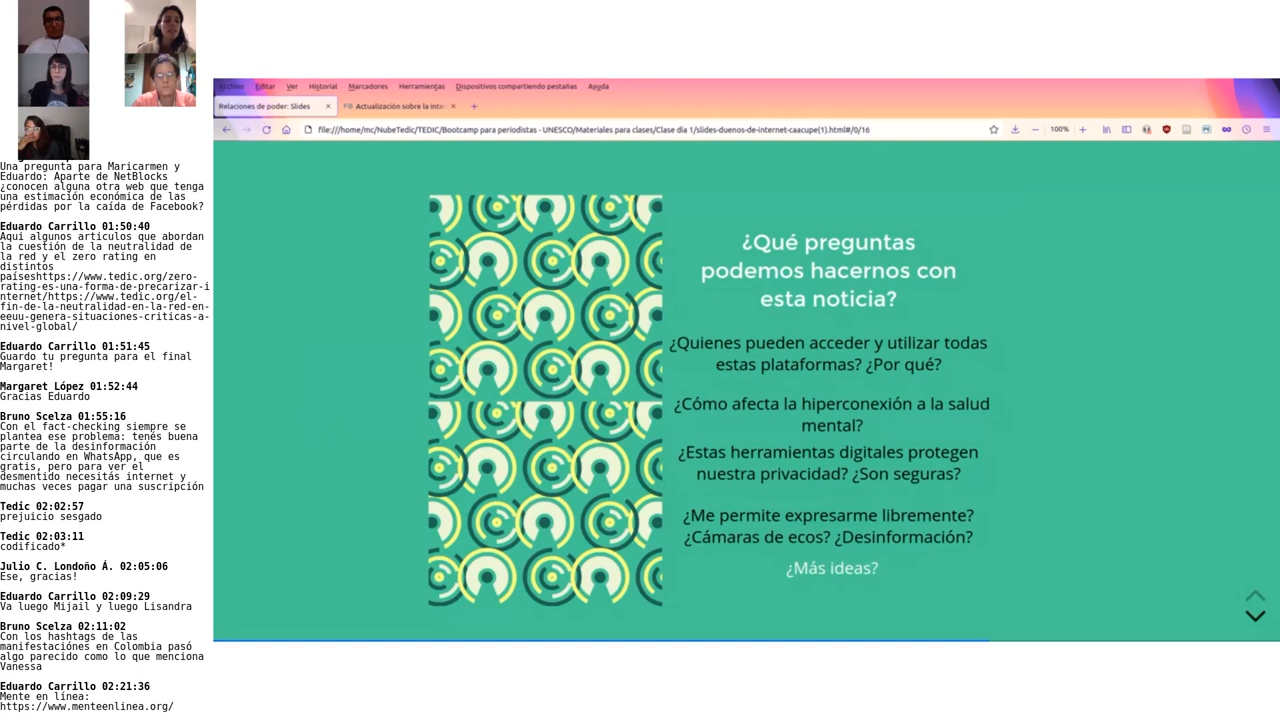 Una pregunta para Maricarmen y
Eduardo: Aparte de NetBlocks
¿conocen alguna otra web que tenga
una estimación económica de las
pérdidas por la caída de Facebook?
Eduardo Carrillo 01:50:40
Aqui algunos articulos que abordan
la cuestión de la neutralidad de
la red y el zero rating en
distintos
paíseshttps://www.tedic.org/zero-
rating-es-una-forma-de-precarizar-i
nternet/https://www.tedic.org/el-
fin-de-la-neutralidad-en-la-red-en-
eeuu-genera-situaciones-criticas-a-
nivel-global/
Eduardo Carrillo 01:51:45
Guardo tu pregunta para el final
Margaret!
Margaret López 01:52:44
Gracias Eduardo
Bruno Scelza 01:55:16
Con el fact-checking siempre se
plantea ese problema: tenés buena
parte de la desinformación
circulando en WhatsApp, que es
gratis, pero para ver el
desmentido necesitás internet y
muchas veces pagar una suscripción
Tedic 02:02:57
prejuicio sesgado
Tedic 02:03:11
codificado*
Julio C. Londoño Á. 02:05:06
Ese, gracias!
Eduardo Carrillo 02:09:29
Va luego Mijail y luego Lisandra
Bruno Scelza 02:11:02
Con los hashtags de las
manifestaciónes en Colombia pasó
algo parecido como lo que menciona
Vanessa
Eduardo Carrillo 02:21:36
Mente en línea:
https://www.menteenlinea.org/
Archivo Editar Ver Historial Marcadores Herramientas Dispositivos compartiendo pestañas Ayuda
Relaciones de poder: Slides × Actualización sobre la inter × +
file:///home/mc/NubeTedic/TEDIC/Bootcamp para periodistas - UNESCO/Materiales para clases/Clase día 1/slides-duenos-de-internet-caacupe(1).html#/0/16 100%
¿Qué preguntas
podemos hacernos con
esta noticia?
¿Quienes pueden acceder y utilizar todas
estas plataformas? ¿Por qué?
¿Cómo afecta la hiperconexión a la salud
mental?
¿Estas herramientas digitales protegen
nuestra privacidad? ¿Son seguras?
¿Me permite expresarme libremente?
¿Cámaras de ecos? ¿Desinformación?
¿Más ideas?